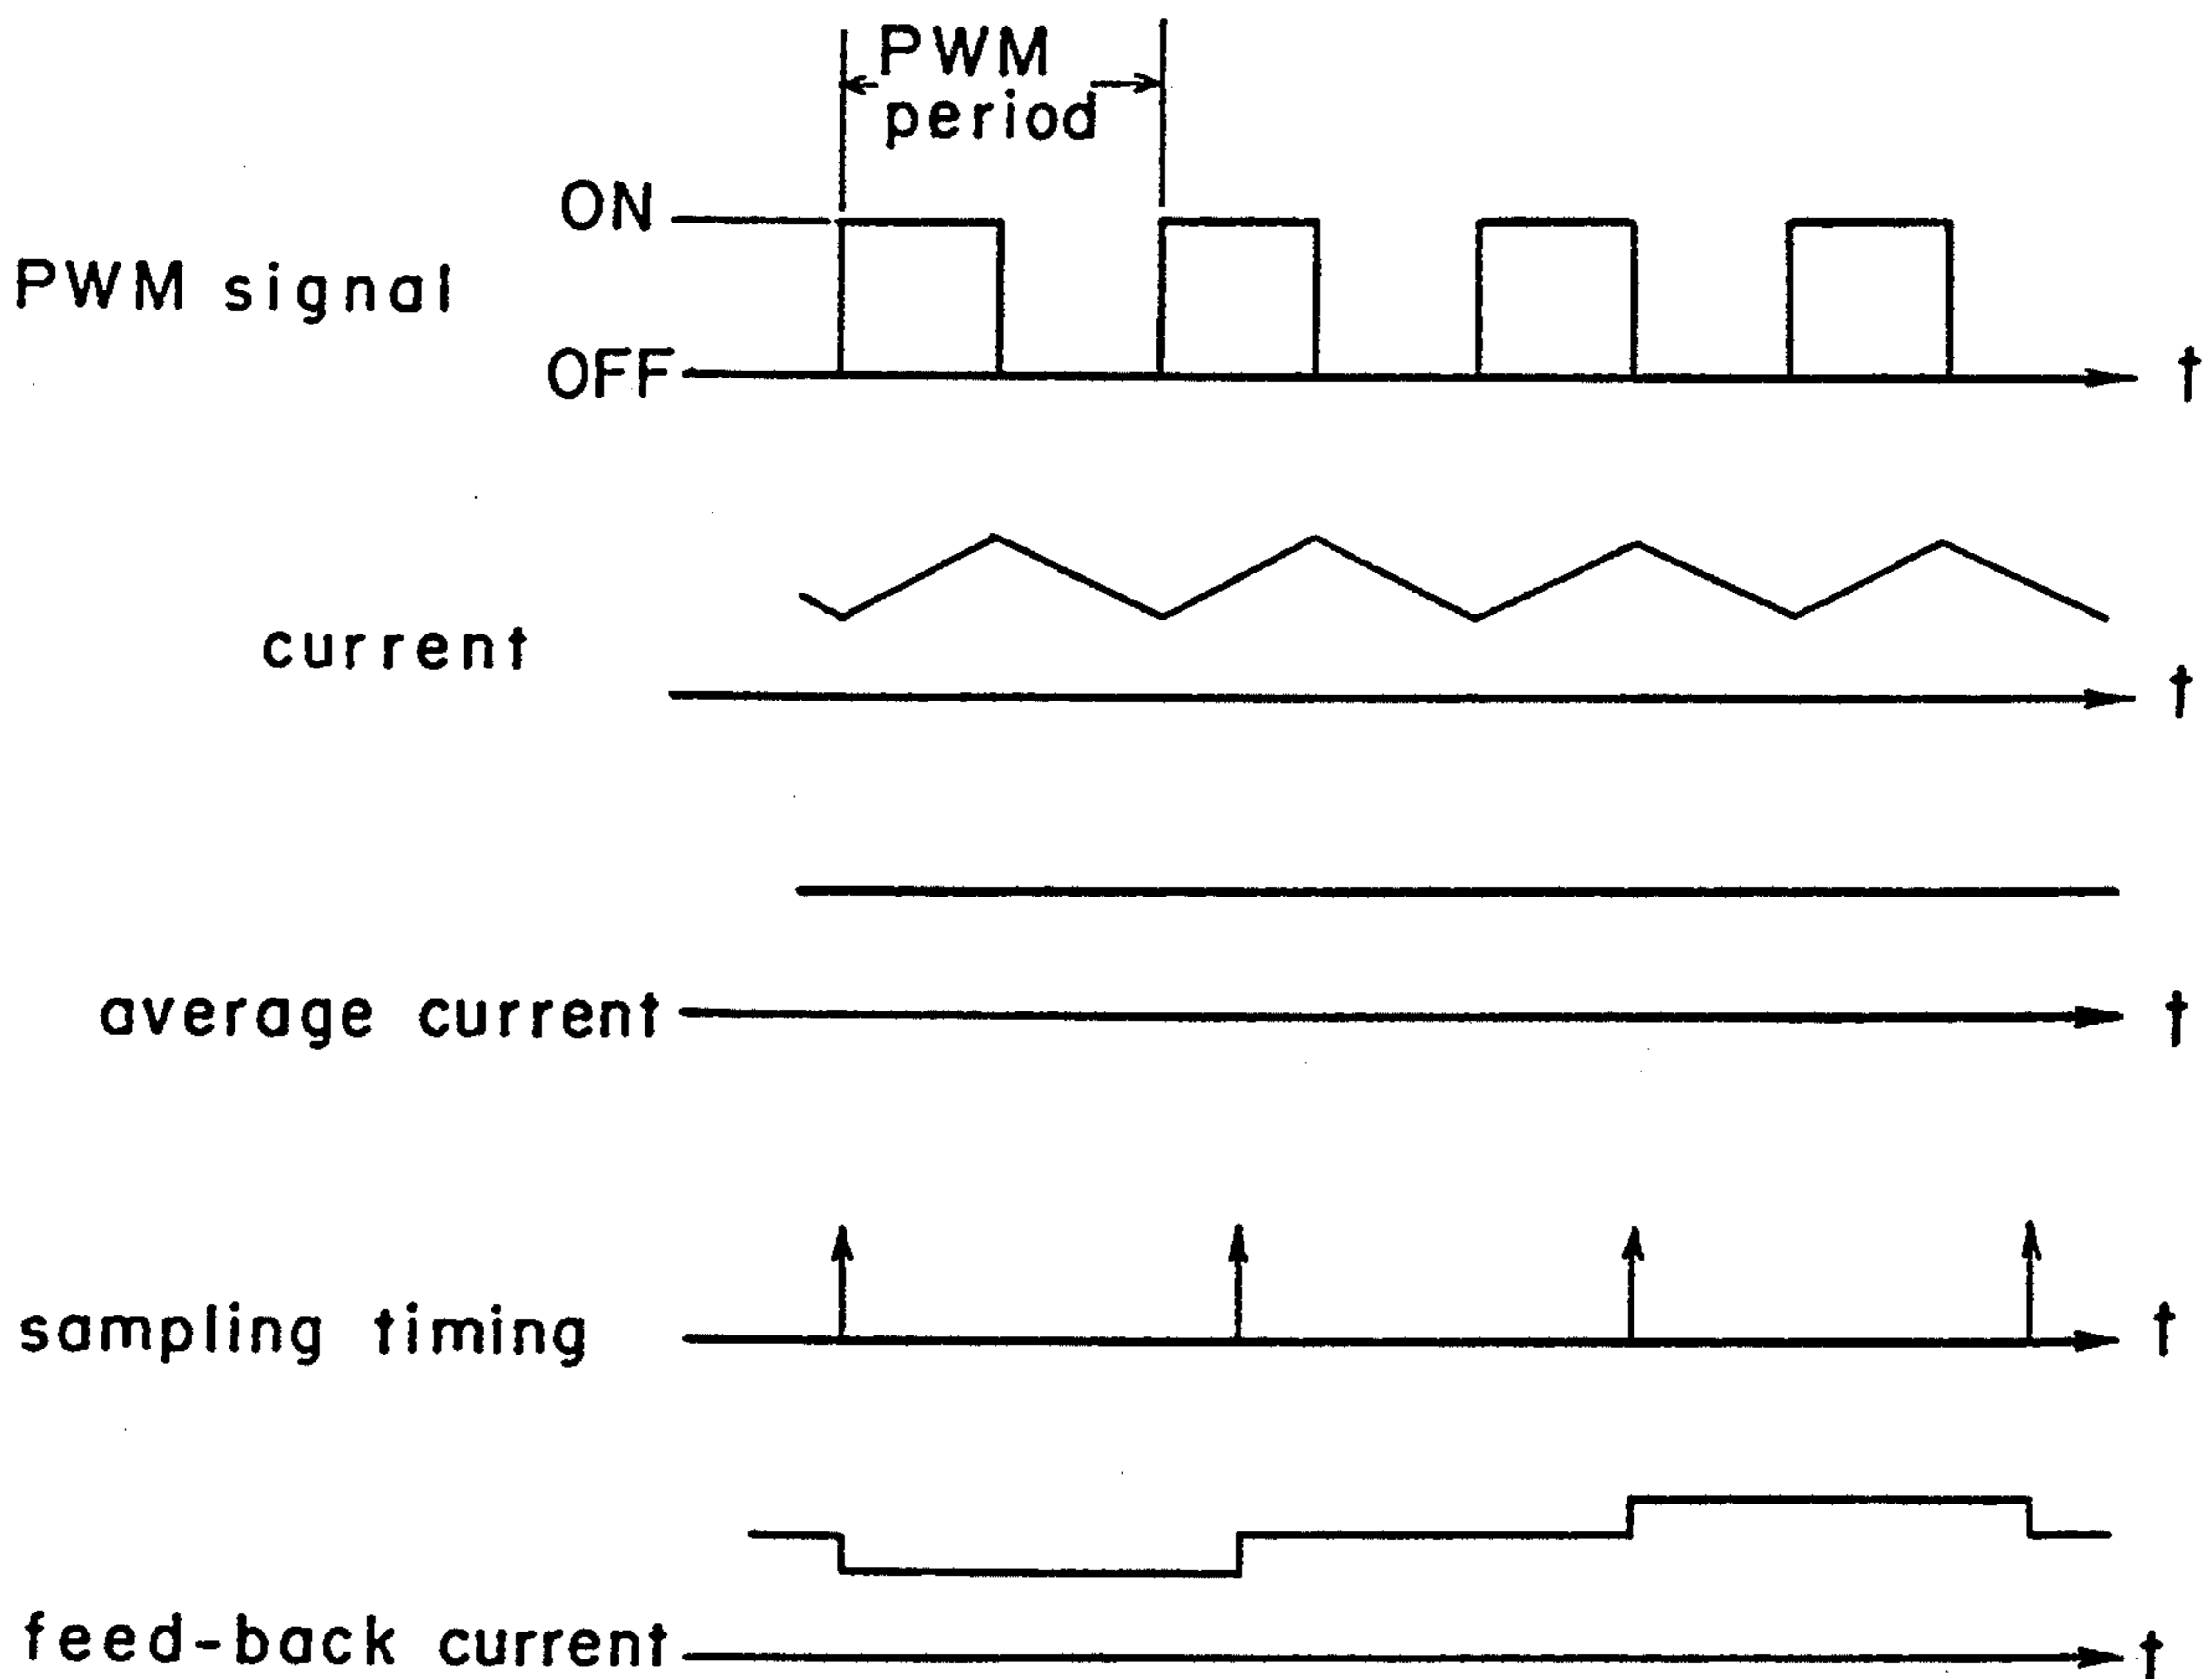 PWM
period
ON
PWM signal
OFF
t
current
t
average current
t
sampling timing
t
feed-back current
t